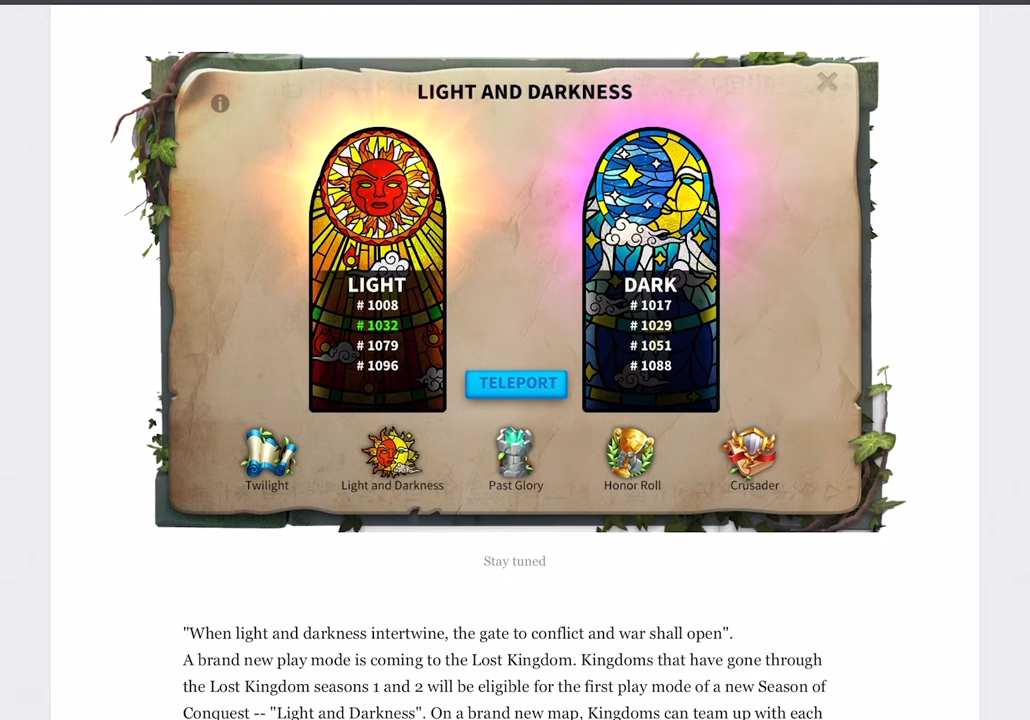 LIGHT AND DARKNESS
LIGHT
# 1008
# 1032
# 1079
# 1096
DARK
# 1017
# 1029
# 1051
# 1088
TELEPORT
Twilight
Light and Darkness
Past Glory
Honor Roll
Crusader
Stay tuned
"When light and darkness intertwine, the gate to conflict and war shall open".
A brand new play mode is coming to the Lost Kingdom. Kingdoms that have gone through
the Lost Kingdom seasons 1 and 2 will be eligible for the first play mode of a new Season of
Conquest -- "Light and Darkness". On a brand new map, Kingdoms can team up with each